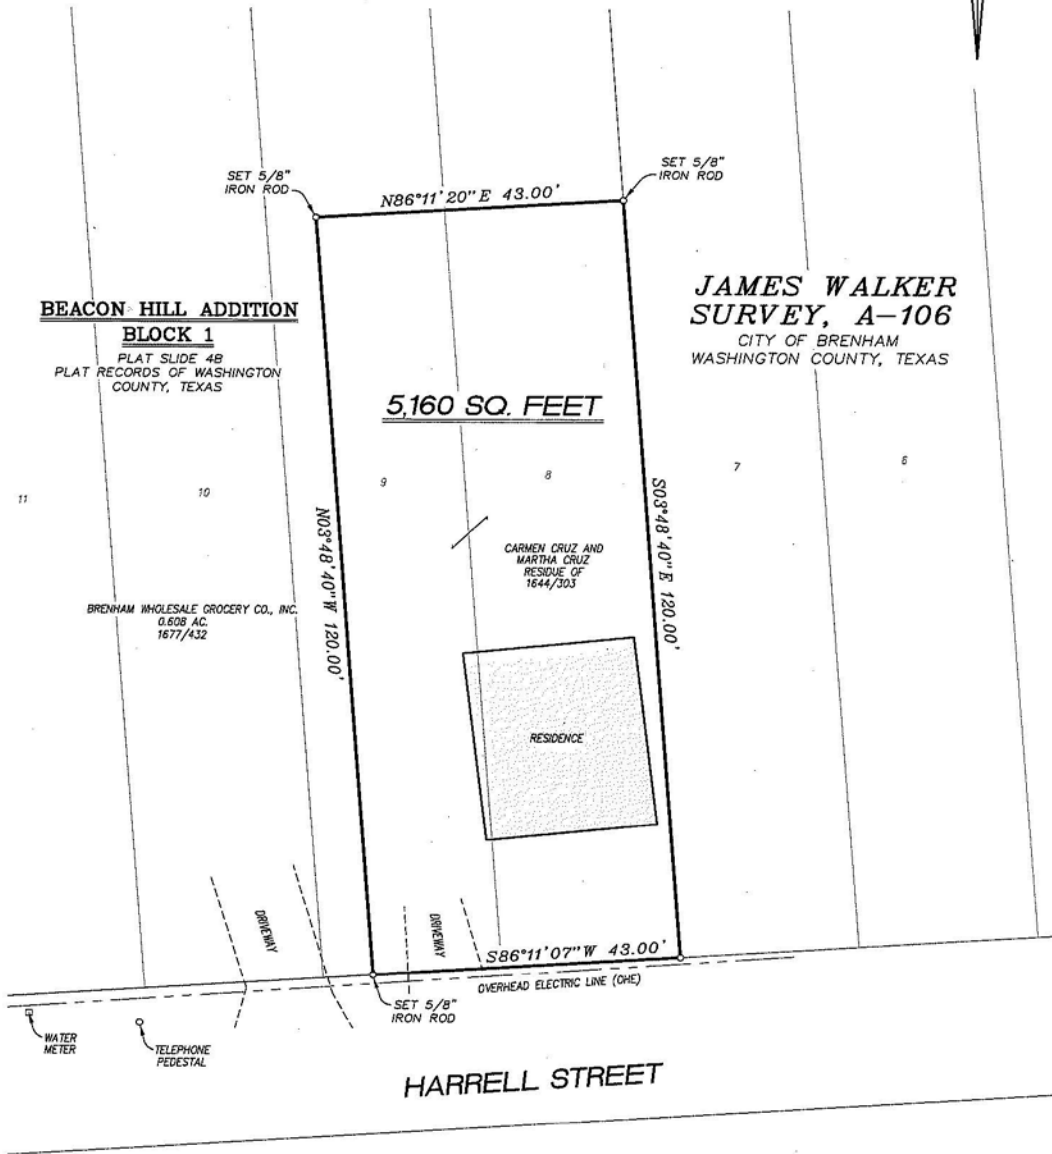 SET 5/8"
IRON ROD
N86°11'20"E 43.00'
SET 5/8"
IRON ROD
BEACON HILL ADDITION
BLOCK 1
PLAT SLIDE 4B
PLAT RECORDS OF WASHINGTON
COUNTY, TEXAS
JAMES WALKER
SURVEY, A-106
CITY OF BRENHAM
WASHINGTON COUNTY, TEXAS
5,160 SQ. FEET
11
10
9
8
7
6
N03°48'40"W 120.00'
S03°48'40"E 120.00'
CARMEN CRUZ AND
MARTHA CRUZ
RESIDUE OF
1644/303
BRENHAM WHOLESALE GROCERY CO., INC.
0.608 AC.
1677/432
RESIDENCE
DRIVEWAY
DRIVEWAY
S86°11'07"W 43.00'
OVERHEAD ELECTRIC LINE (OHE)
SET 5/8"
IRON ROD
WATER
METER
TELEPHONE
PEDESTAL
HARRELL STREET